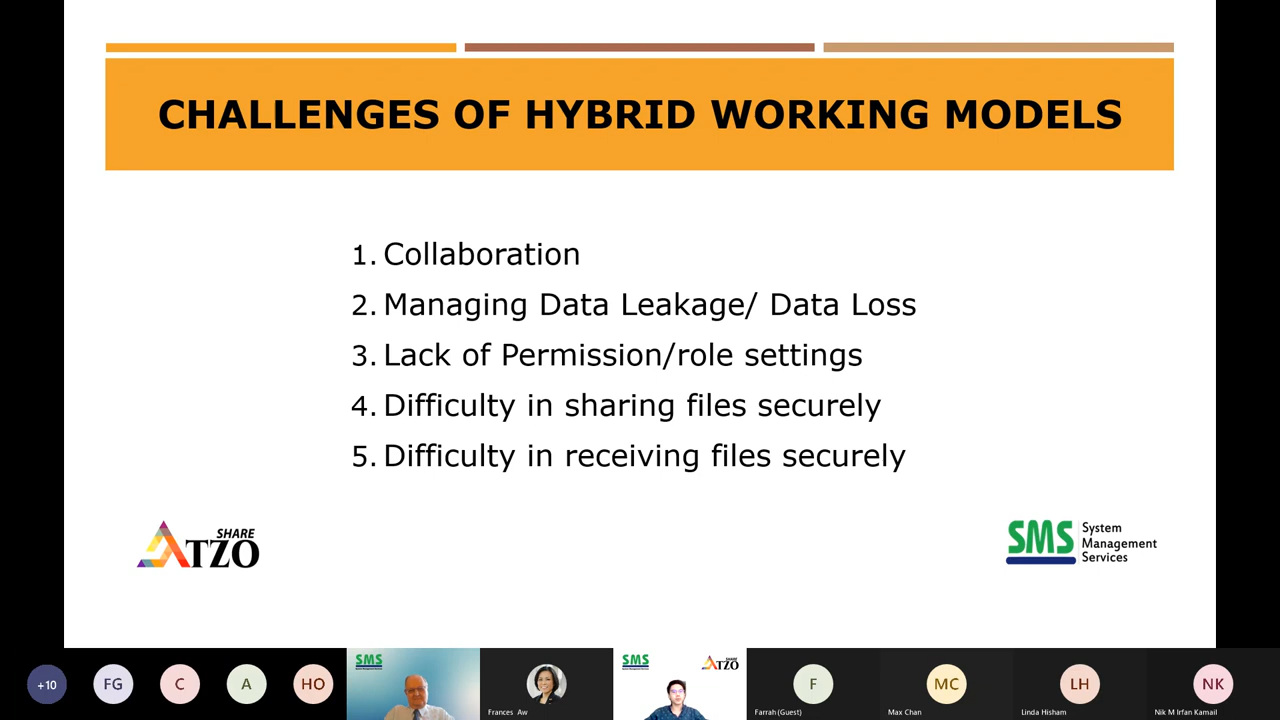 CHALLENGES OF HYBRID WORKING MODELS
1. Collaboration
2. Managing Data Leakage/ Data Loss
3. Lack of Permission/role settings
4. Difficulty in sharing files securely
5. Difficulty in receiving files securely
SHARE
ATZO
SMS
System
Management
Services
+10
FG
C
A
HO
SMS
Frances Aw
SMS
ATZO
F
Farrah (Guest)
MC
Max Chan
LH
Linda Hisham
NK
Nik M Irfan Kamail